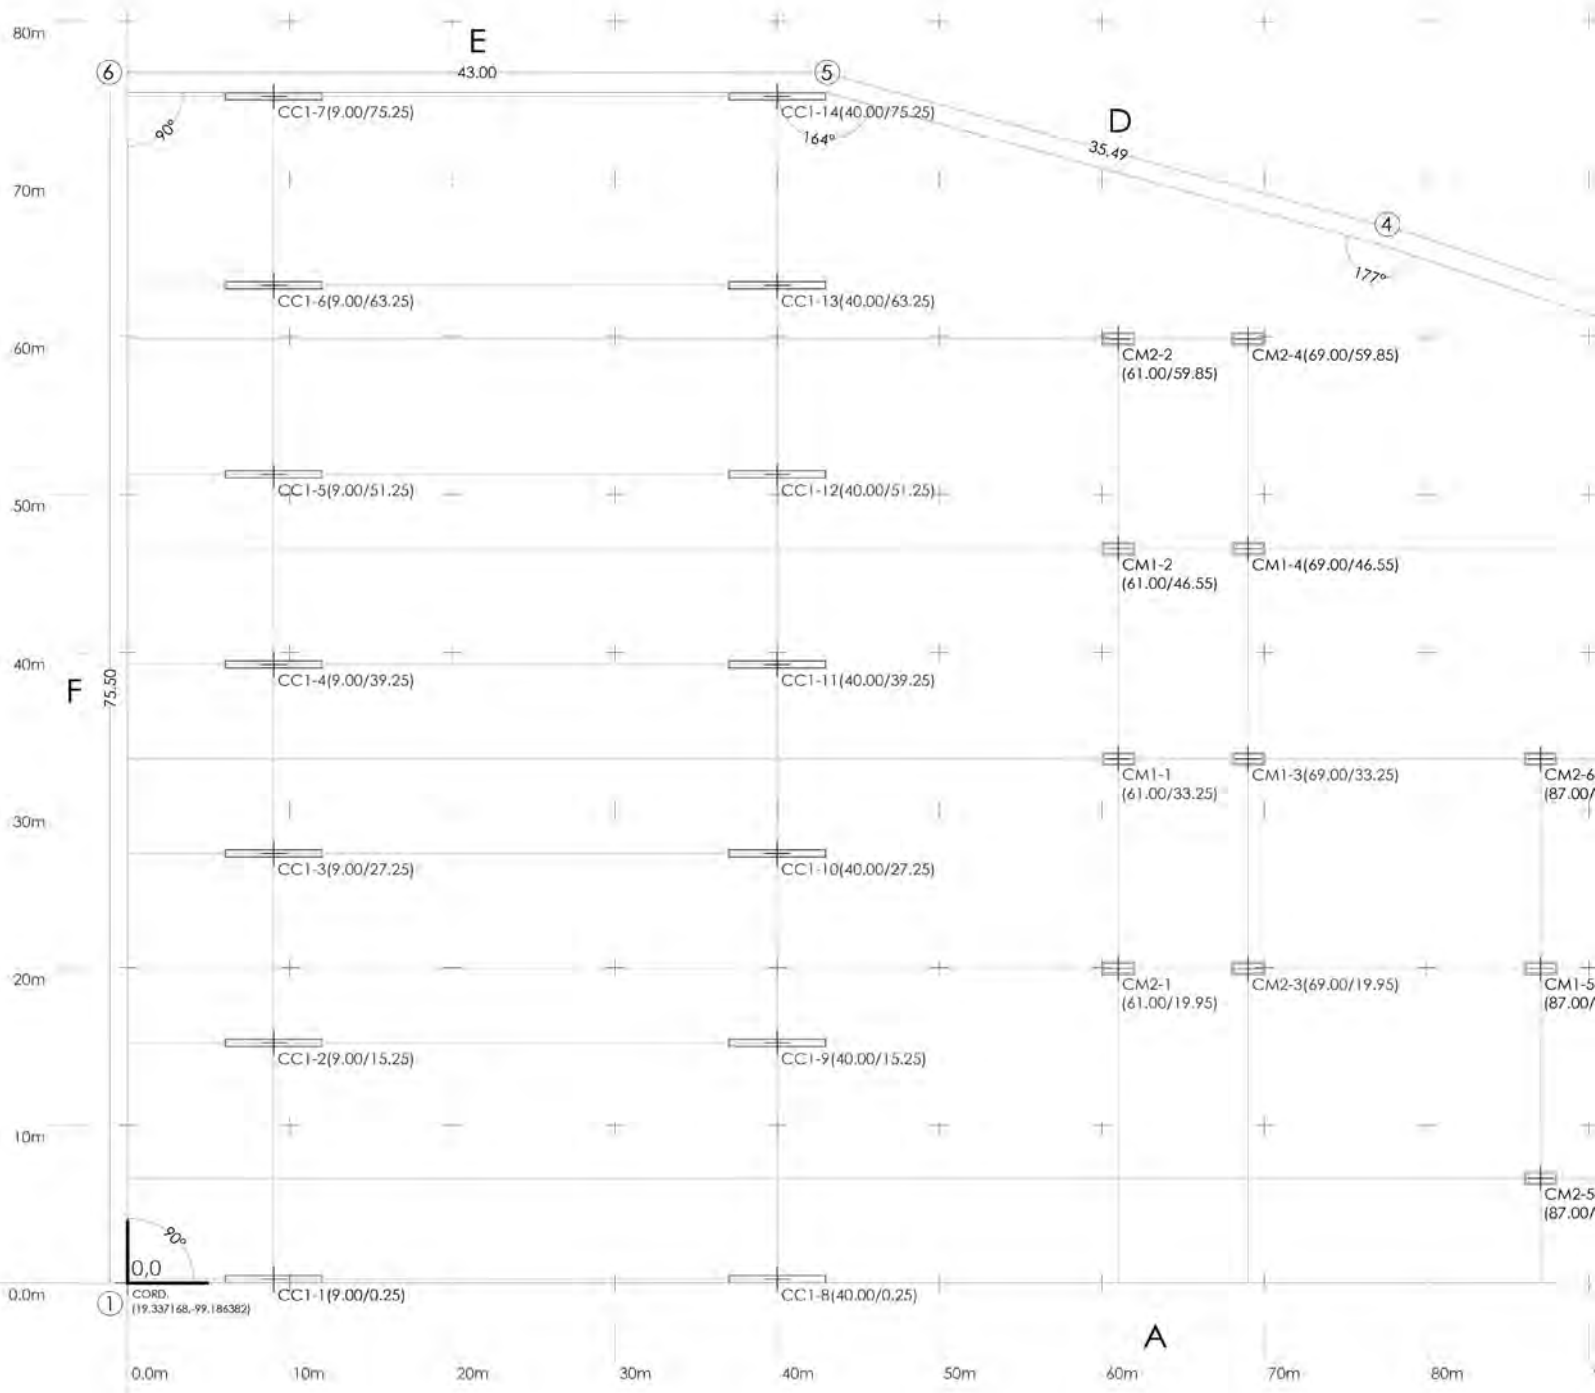 80m
E
6
43.00
5
CC1-7(9.00/75.25)
CC1-14(40.00/75.25)
90°
164°
D
35.49
70m
4
177°
CC1-6(9.00/63.25)
CC1-13(40.00/63.25)
60m
CM2-2
(61.00/59.85)
CM2-4(69.00/59.85)
CC1-5(9.00/51.25)
CC1-12(40.00/51.25)
50m
CM1-2
(61.00/46.55)
CM1-4(69.00/46.55)
40m
CC1-4(9.00/39.25)
CC1-11(40.00/39.25)
F
75.50
CM1-1
(61.00/33.25)
CM1-3(69.00/33.25)
CM2-6
(87.00/
30m
CC1-3(9.00/27.25)
CC1-10(40.00/27.25)
20m
CM2-1
(61.00/19.95)
CM2-3(69.00/19.95)
CM1-5
(87.00/
CC1-2(9.00/15.25)
CC1-9(40.00/15.25)
10m
CM2-5
(87.00/
90°
0,0
0.0m
1
CORD.
(19.337168,-99.186382)
CC1-1(9.00/0.25)
CC1-8(40.00/0.25)
A
0.0m
10m
20m
30m
40m
50m
60m
70m
80m